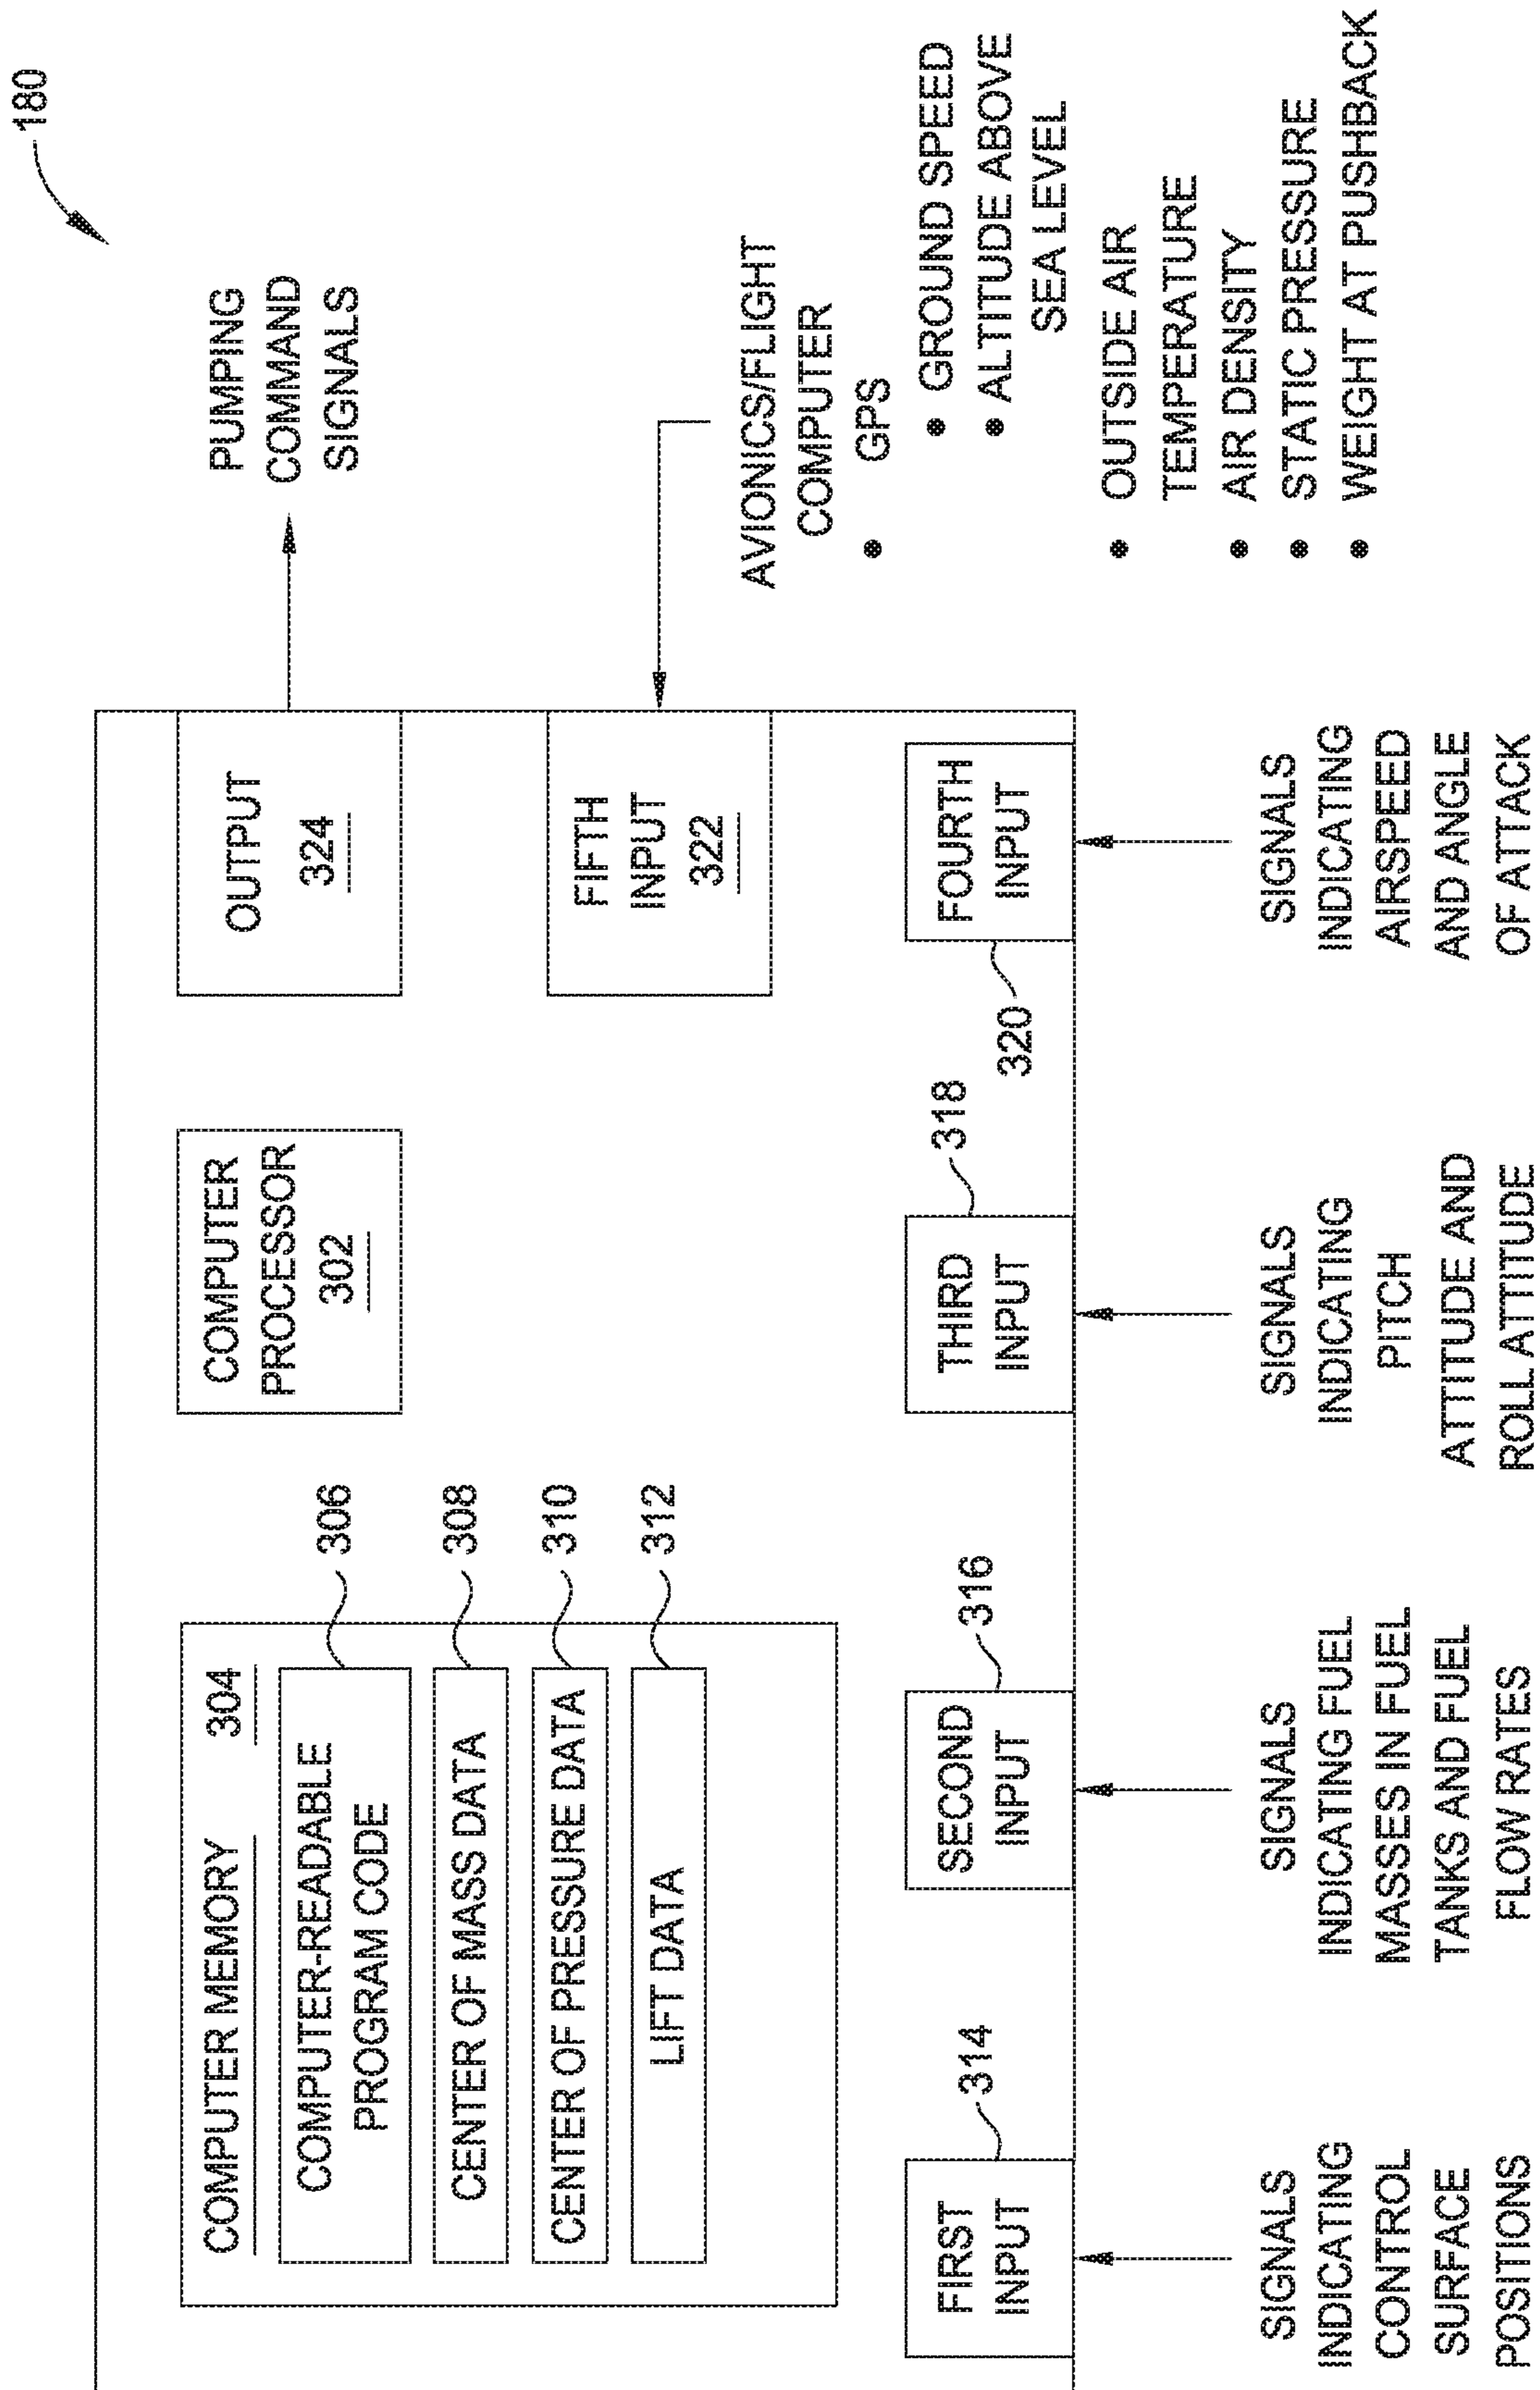 180
COMPUTER MEMORY 304
COMPUTER-READABLE
PROGRAM CODE
306
CENTER OF MASS DATA
308
CENTER OF PRESSURE DATA
310
LIFT DATA
312
COMPUTER
PROCESSOR
302
OUTPUT
324
PUMPING
COMMAND
SIGNALS
FIFTH
INPUT
322
AVIONICS/FLIGHT
COMPUTER
• GPS
• GROUND SPEED
• ALTITUDE ABOVE
SEA LEVEL
• OUTSIDE AIR
TEMPERATURE
• AIR DENSITY
• STATIC PRESSURE
• WEIGHT AT PUSHBACK
FIRST
INPUT
314
SIGNALS
INDICATING
CONTROL
SURFACE
POSITIONS
SECOND
INPUT
316
SIGNALS
INDICATING FUEL
MASSES IN FUEL
TANKS AND FUEL
FLOW RATES
THIRD
INPUT
318
SIGNALS
INDICATING
PITCH
ATTITUDE AND
ROLL ATTITUDE
FOURTH
INPUT
320
SIGNALS
INDICATING
AIRSPEED
AND ANGLE
OF ATTACK